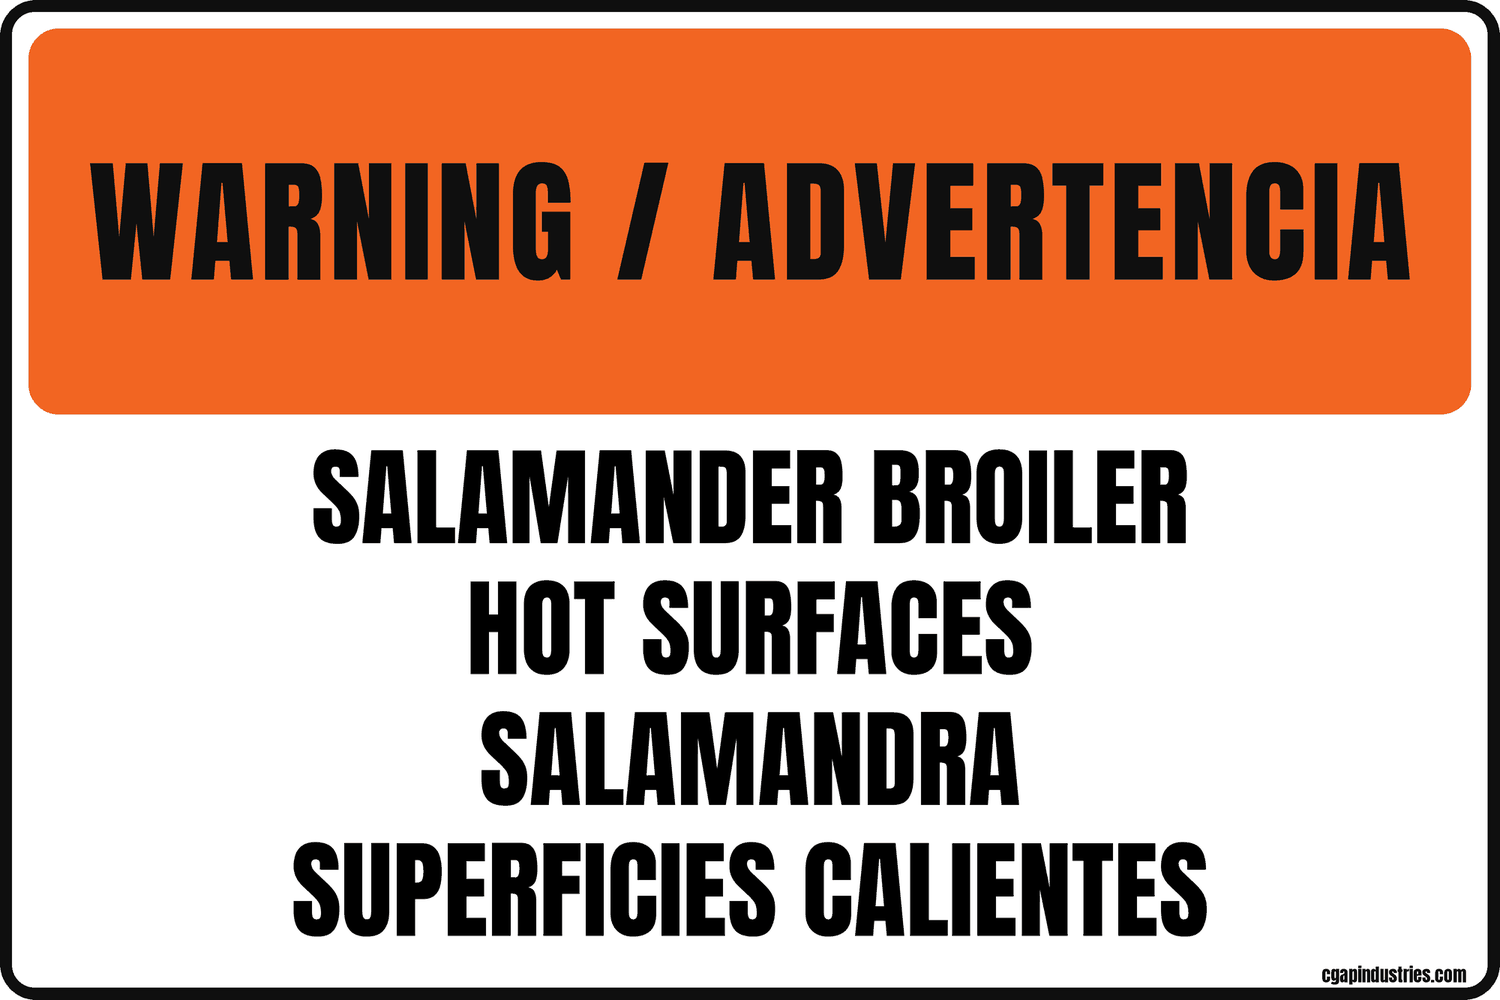 WARNING / ADVERTENCIA
SALAMANDER BROILER
HOT SURFACES
SALAMANDRA
SUPERFICIES CALIENTES
cgapindustries.com